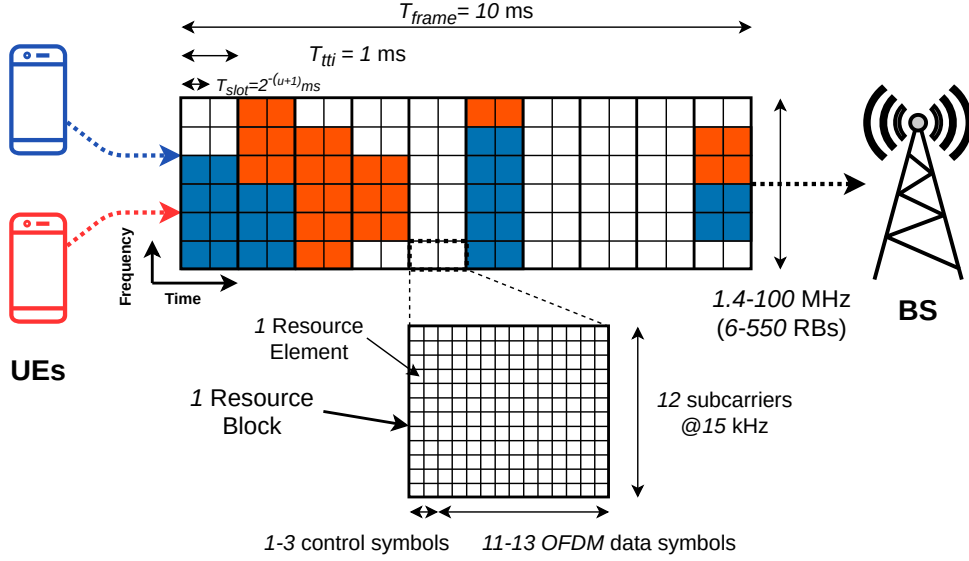 T_frame = 10 ms
T_tti = 1 ms
T_slot=2^-(u+1) ms
Frequency
Time
UEs
1.4-100 MHz
(6-550 RBs)
BS
1 Resource
Element
1 Resource
Block
12 subcarriers
@15 kHz
1-3 control symbols
11-13 OFDM data symbols